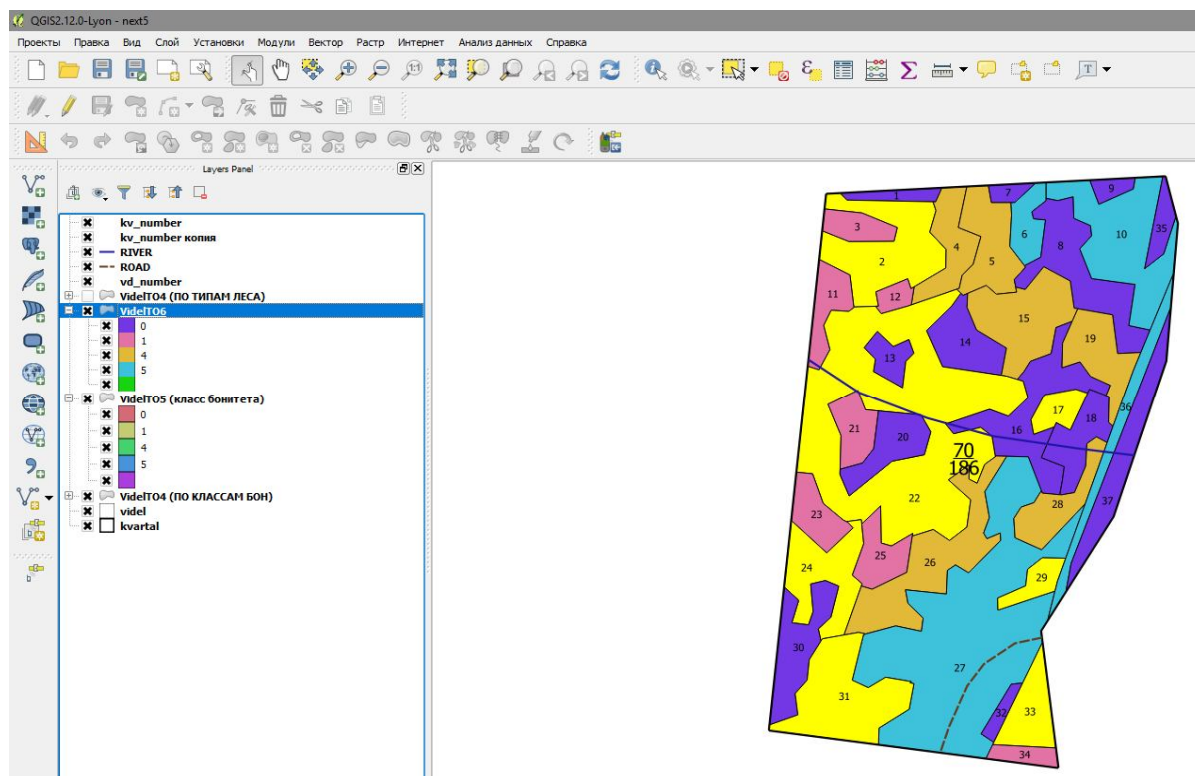 QGIS2.12.0-Lyon - next5
Проекты Правка Вид Слой Установки Модули Вектор Растр Интернет Анализ данных Справка
1:1
ε
Σ
T
Layers Panel
kv_number
kv_number копия
RIVER
ROAD
vd_number
VidelTO4 (ПО ТИПАМ ЛЕСА)
VidelTO6
0
1
4
5
VidelTO5 (класс бонитета)
0
1
4
5
VidelTO4 (ПО КЛАССАМ БОН)
videl
kvartal
1 7 9
3 4 6 8 10 35
2 5
11 12
15
13 14 19
17 18 36
21 20 16
70
186
22 28 37
23
25 26
24 29
30 27
31 32 33
34